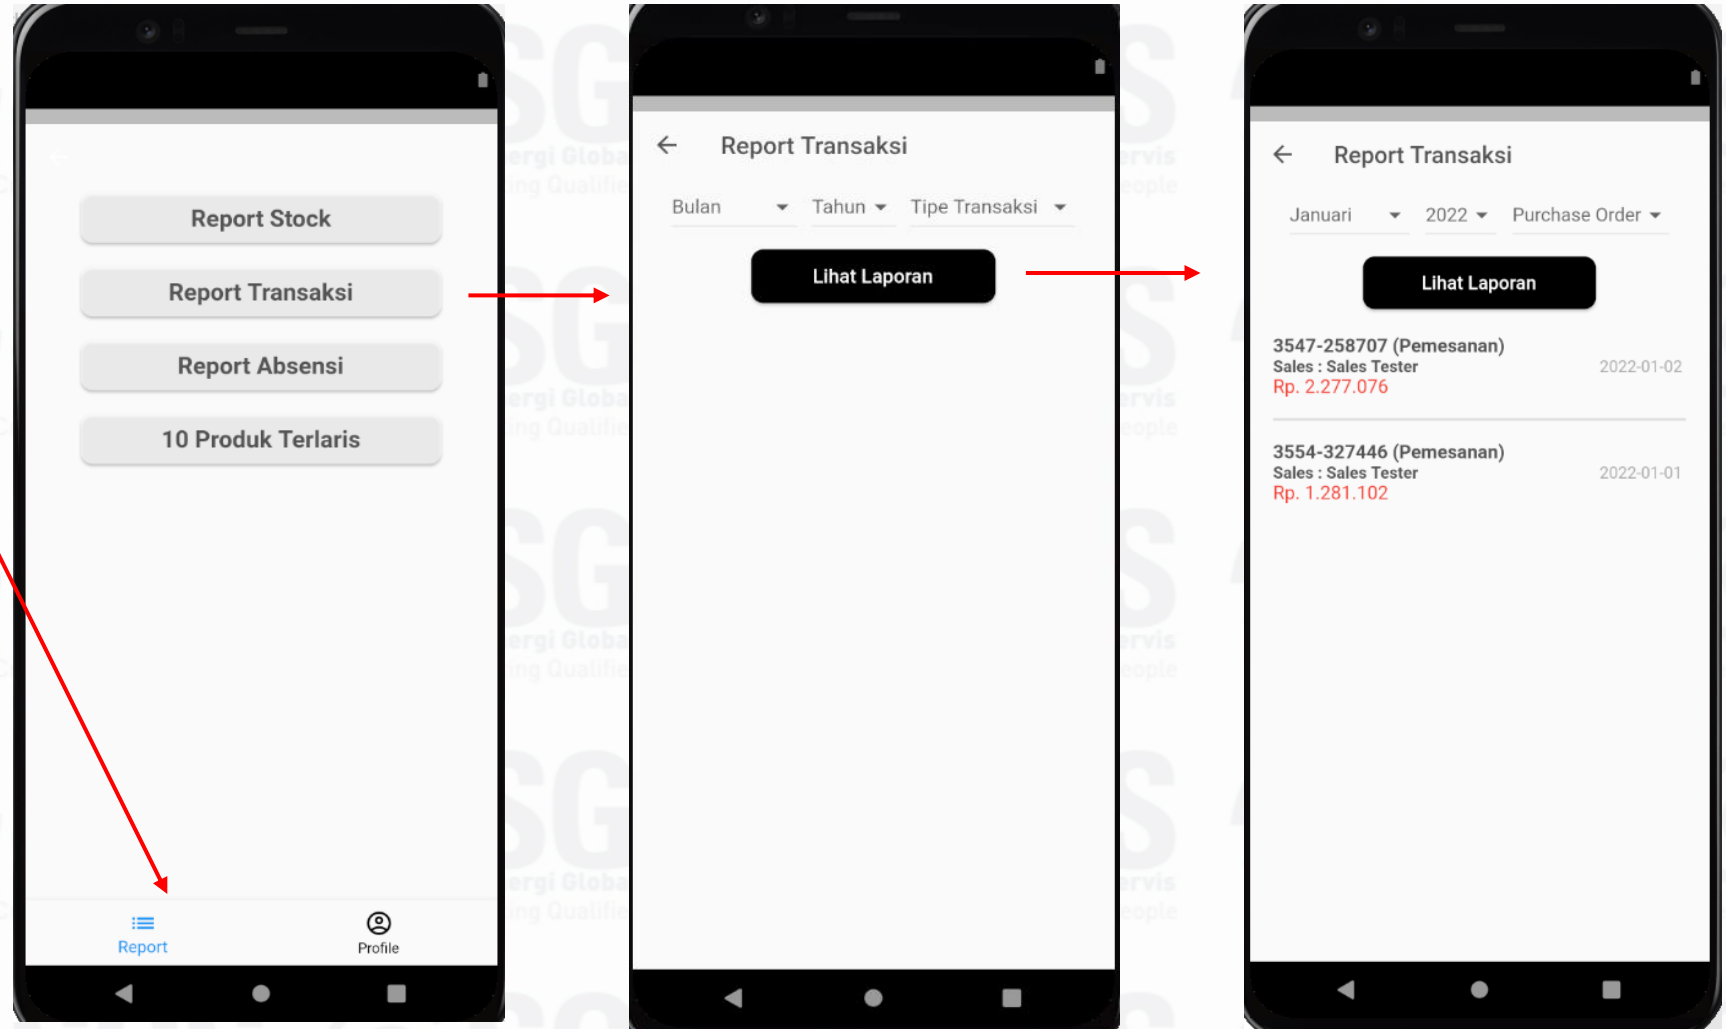 Report Stock
Report Transaksi
Report Absensi
10 Produk Terlaris
Report
Profile
Report Transaksi
Bulan Tahun Tipe Transaksi
Lihat Laporan
Report Transaksi
Januari 2022 Purchase Order
Lihat Laporan
3547-258707 (Pemesanan)
Sales : Sales Tester 2022-01-02
Rp. 2.277.076
3554-327446 (Pemesanan)
Sales : Sales Tester 2022-01-01
Rp. 1.281.102